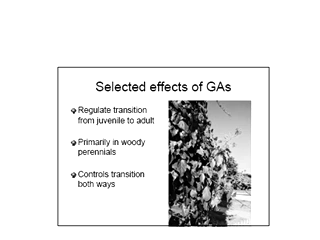 Selected effects of GAs
Regulate transition
from juvenile to adult
Primarily in woody
perennials
Controls transition
both ways